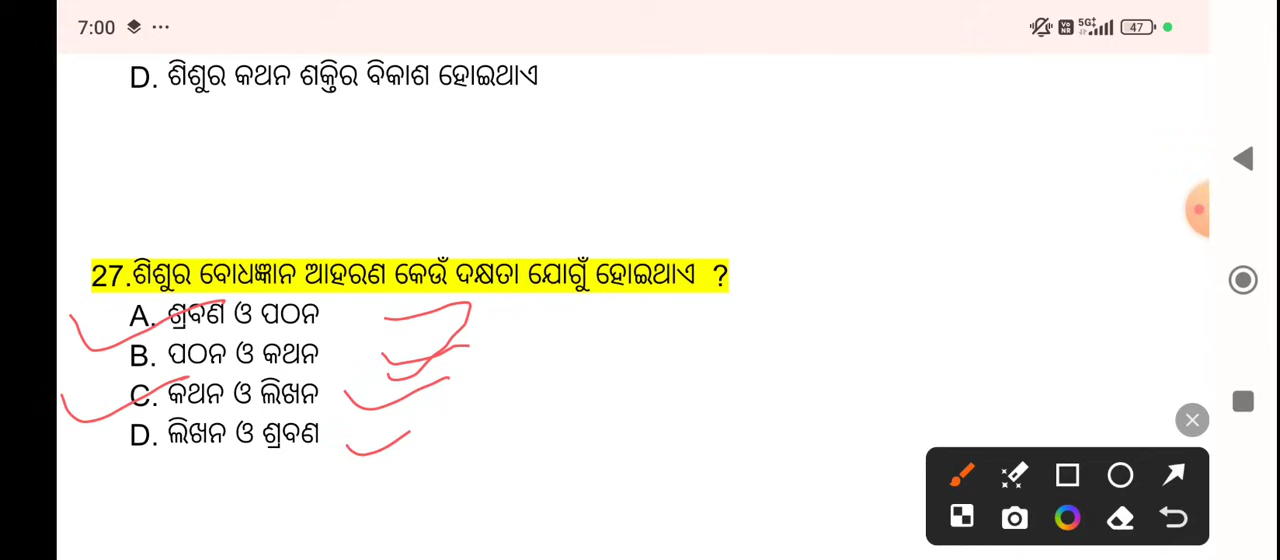 7:00
47
D. ଶିଶୁର କଥନ ଶକ୍ତିର ବିକାଶ ହୋଇଥାଏ
27.ଶିଶୁର ବୋଧଜ୍ଞାନ ଆହରଣ କେଉଁ ଦକ୍ଷତା ଯୋଗୁଁ ହୋଇଥାଏ ?
A. ଶ୍ରବଣ ଓ ପଠନ
B. ପଠନ ଓ କଥନ
C. କଥନ ଓ ଲିଖନ
D. ଲିଖନ ଓ ଶ୍ରବଣ